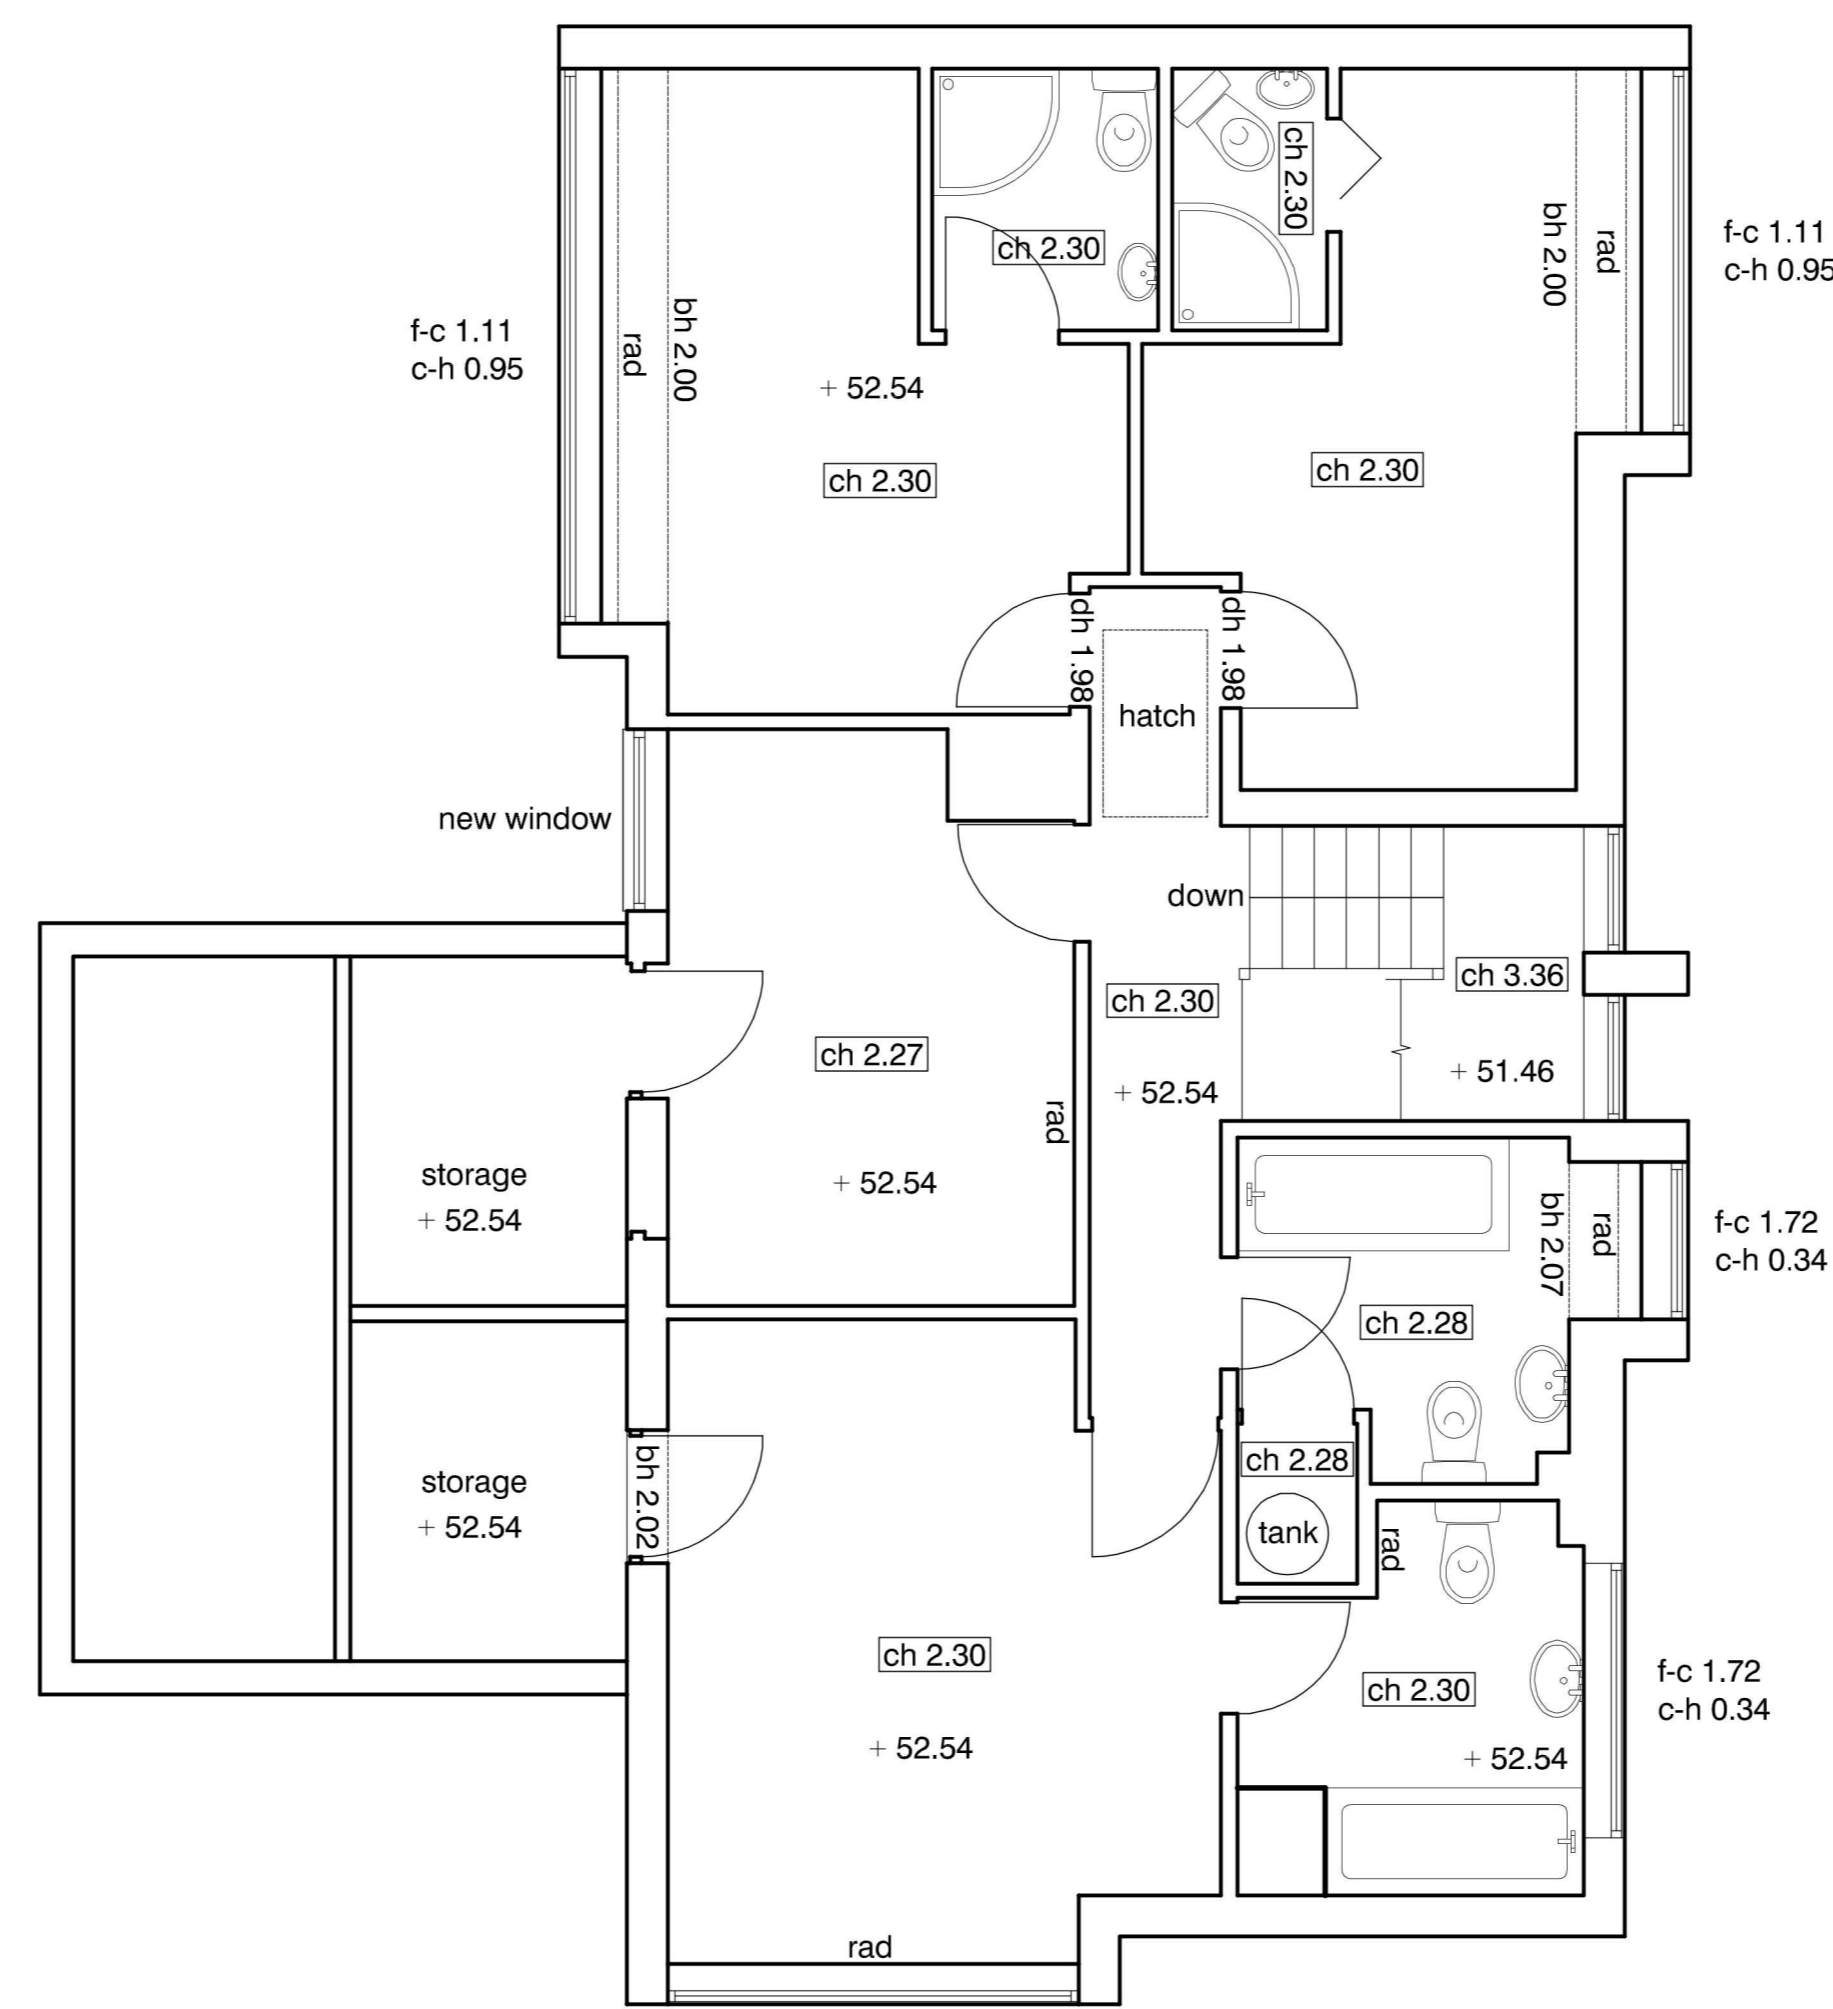 ch 2.30
ch 2.30
f-c 1.11
c-h 0.95
rad
bh 2.00
bh 2.00
rad
f-c 1.11
c-h 0.95
+ 52.54
ch 2.30
ch 2.30
dh 1.98
dh 1.98
hatch
new window
down
ch 3.36
ch 2.30
ch 2.27
+ 51.46
+ 52.54
rad
storage
+ 52.54
+ 52.54
bh 2.07
rad
f-c 1.72
c-h 0.34
ch 2.28
storage
+ 52.54
bh 2.02
ch 2.28
tank
rad
ch 2.30
+ 52.54
ch 2.30
+ 52.54
f-c 1.72
c-h 0.34
rad